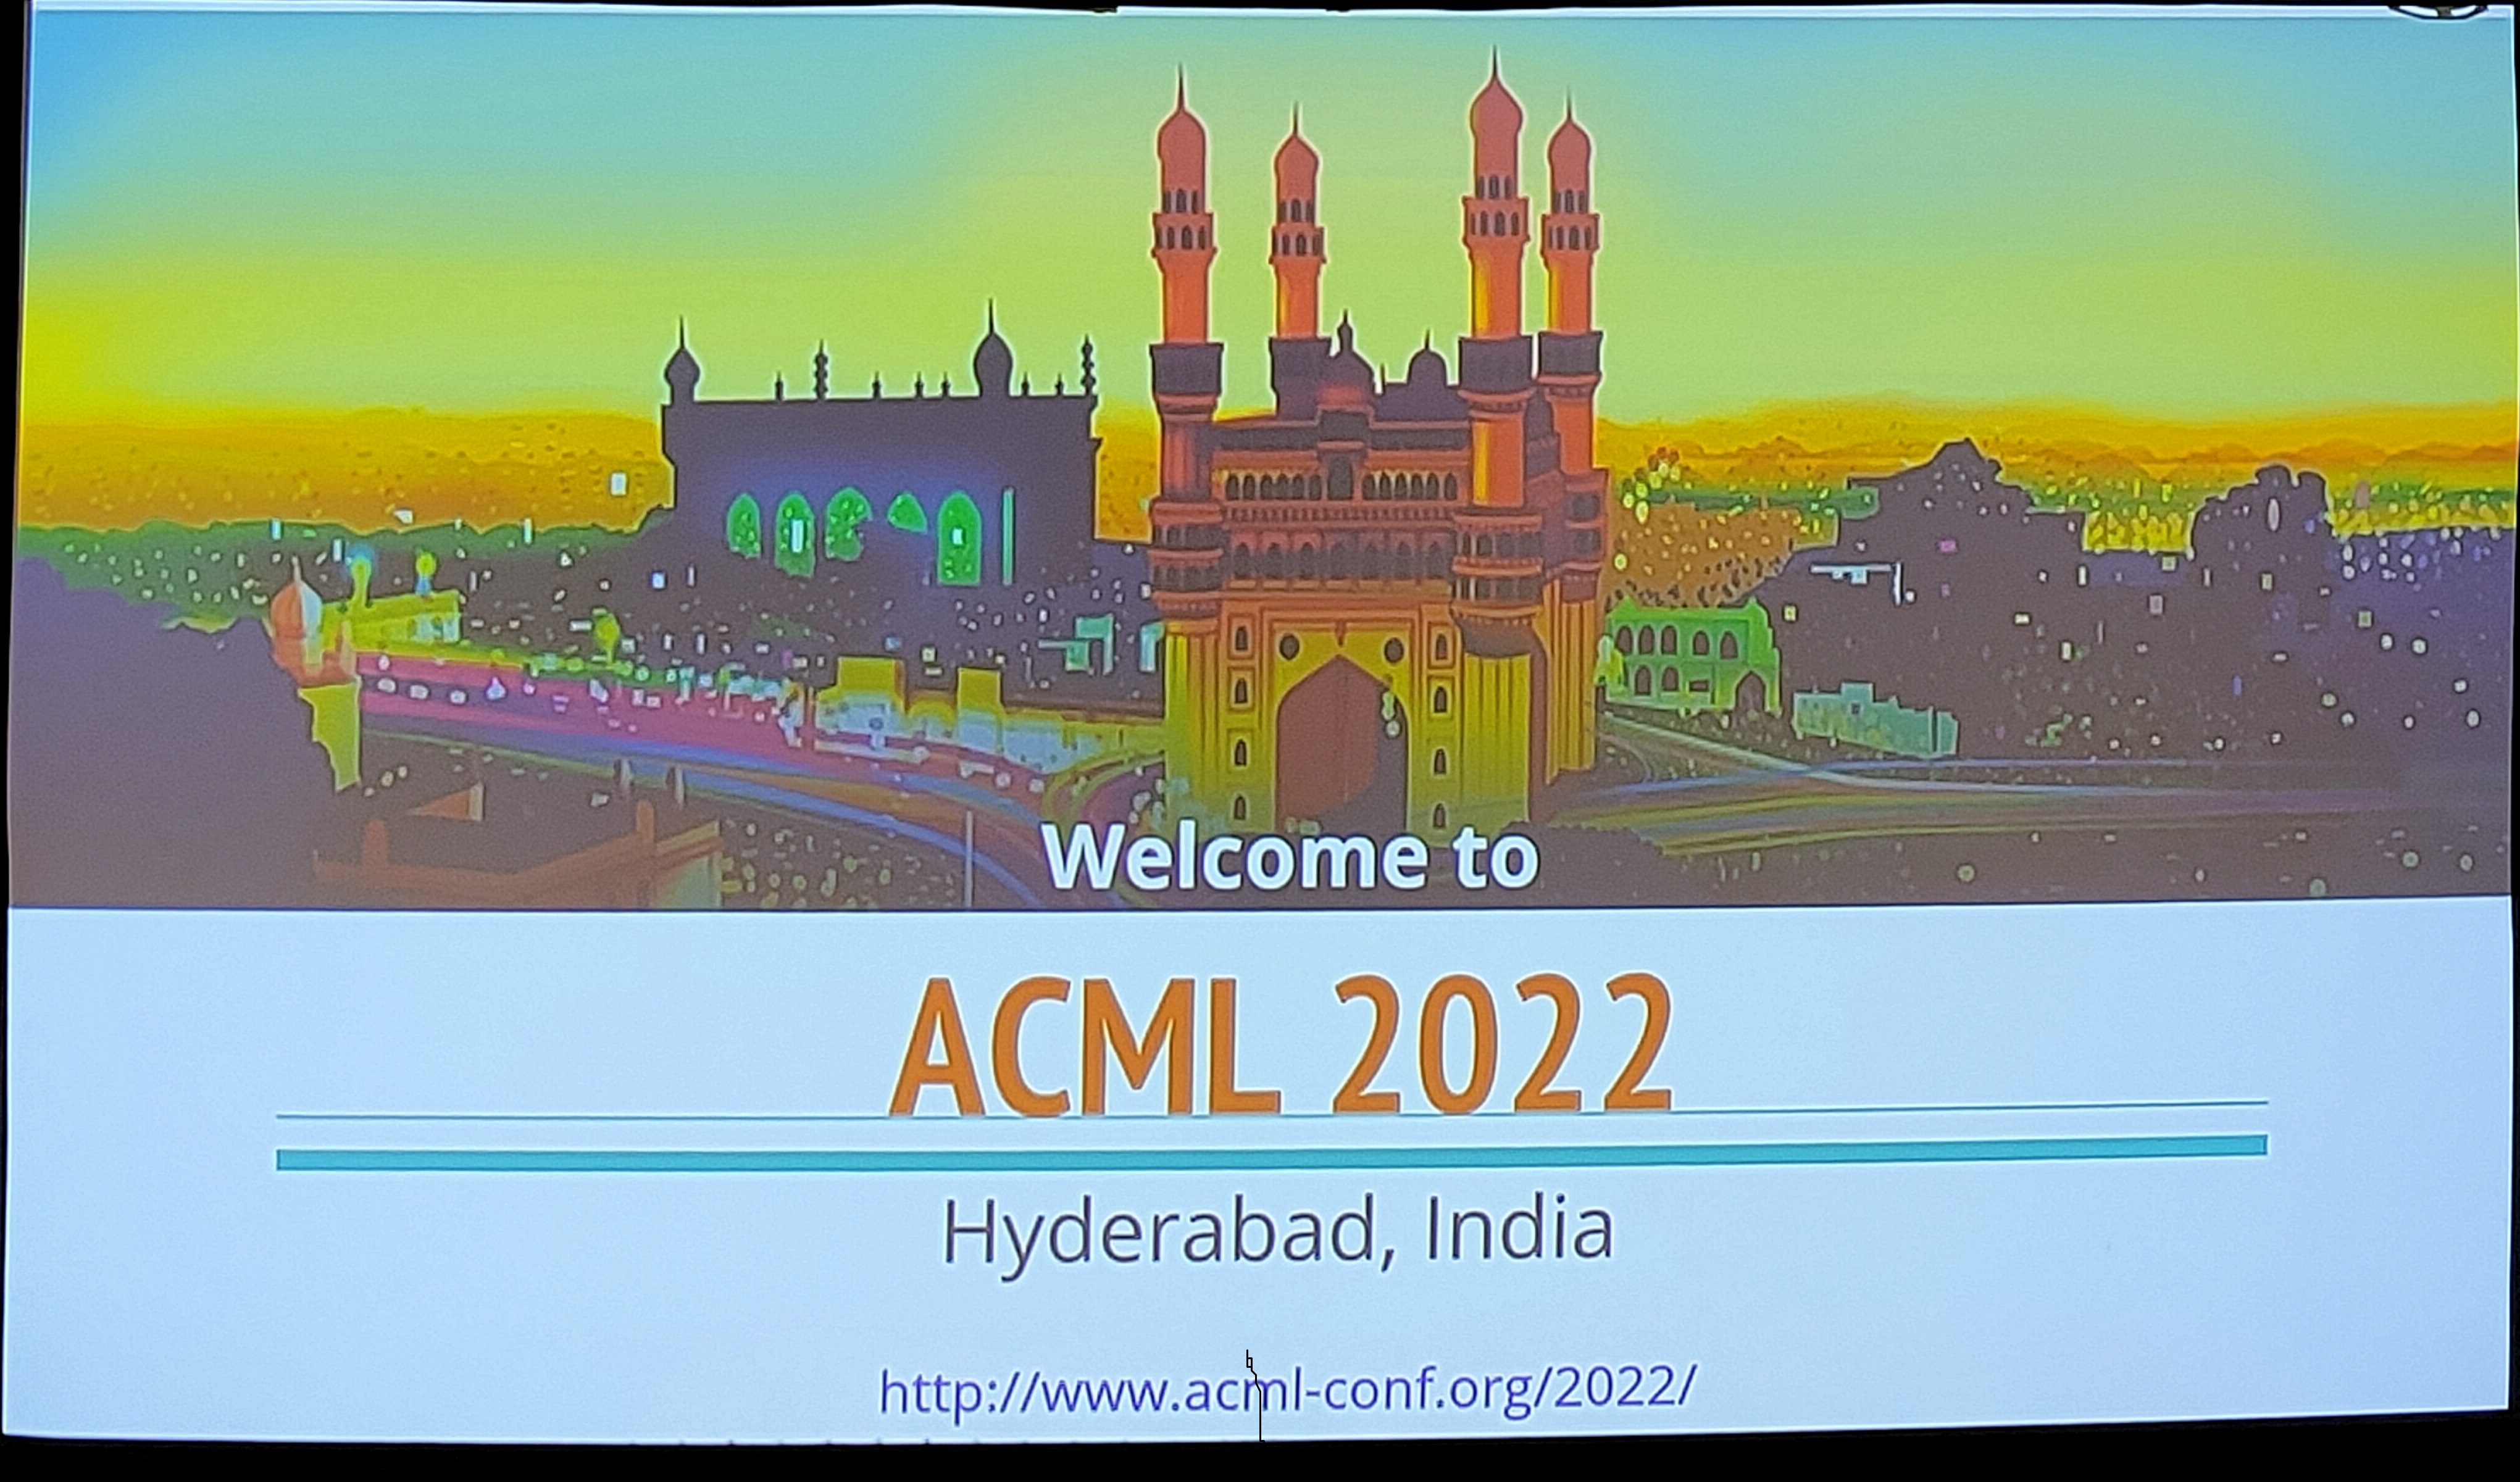 Welcome to
ACML 2022
Hyderabad, India
http://www.acml-conf.org/2022/